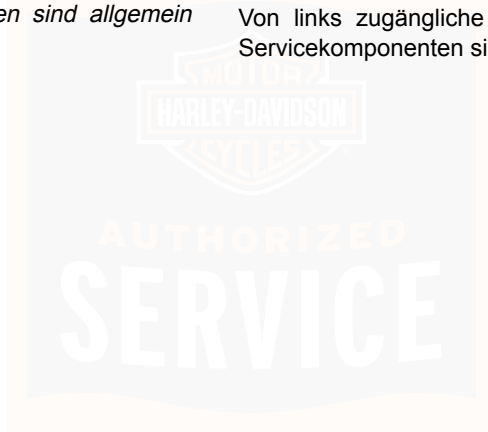 en sind allgemein
Von links zugängliche
Servicekomponenten si
MOTOR
HARLEY-DAVIDSON
CYCLES
AUTHORIZED
SERVICE